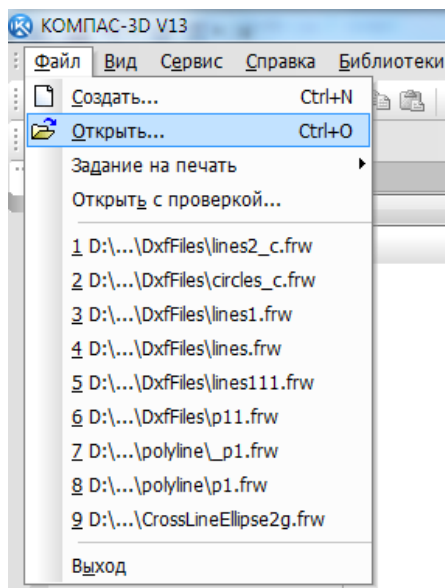 КОМПАС-3D V13
Файл Вид Сервис Справка Библиотеки
Создать... Ctrl+N
Открыть... Ctrl+O
Задание на печать
Открыть с проверкой...
1 D:\...\DxfFiles\lines2_c.frw
2 D:\...\DxfFiles\circles_c.frw
3 D:\...\DxfFiles\lines1.frw
4 D:\...\DxfFiles\lines.frw
5 D:\...\DxfFiles\lines111.frw
6 D:\...\DxfFiles\p11.frw
7 D:\...\polyline\_p1.frw
8 D:\...\polyline\p1.frw
9 D:\...\CrossLineEllipse2g.frw
Выход